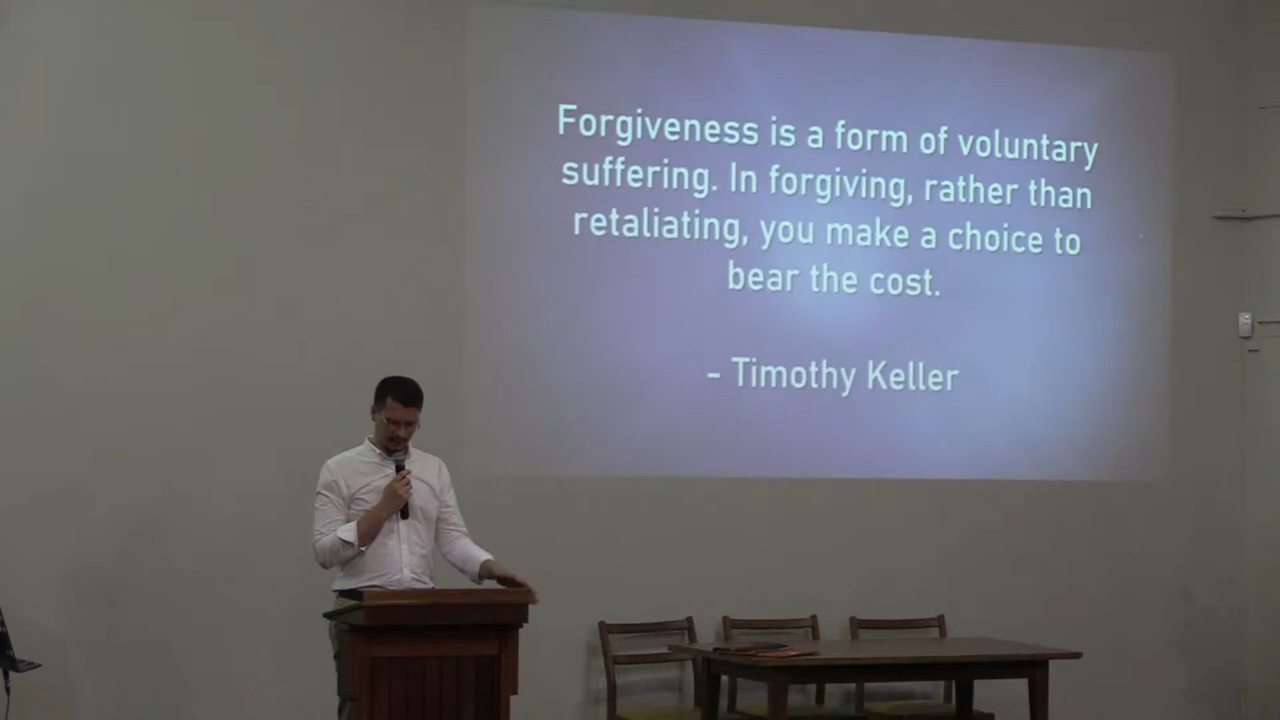 Forgiveness is a form of voluntary
suffering. In forgiving, rather than
retaliating, you make a choice to
bear the cost.
- Timothy Keller